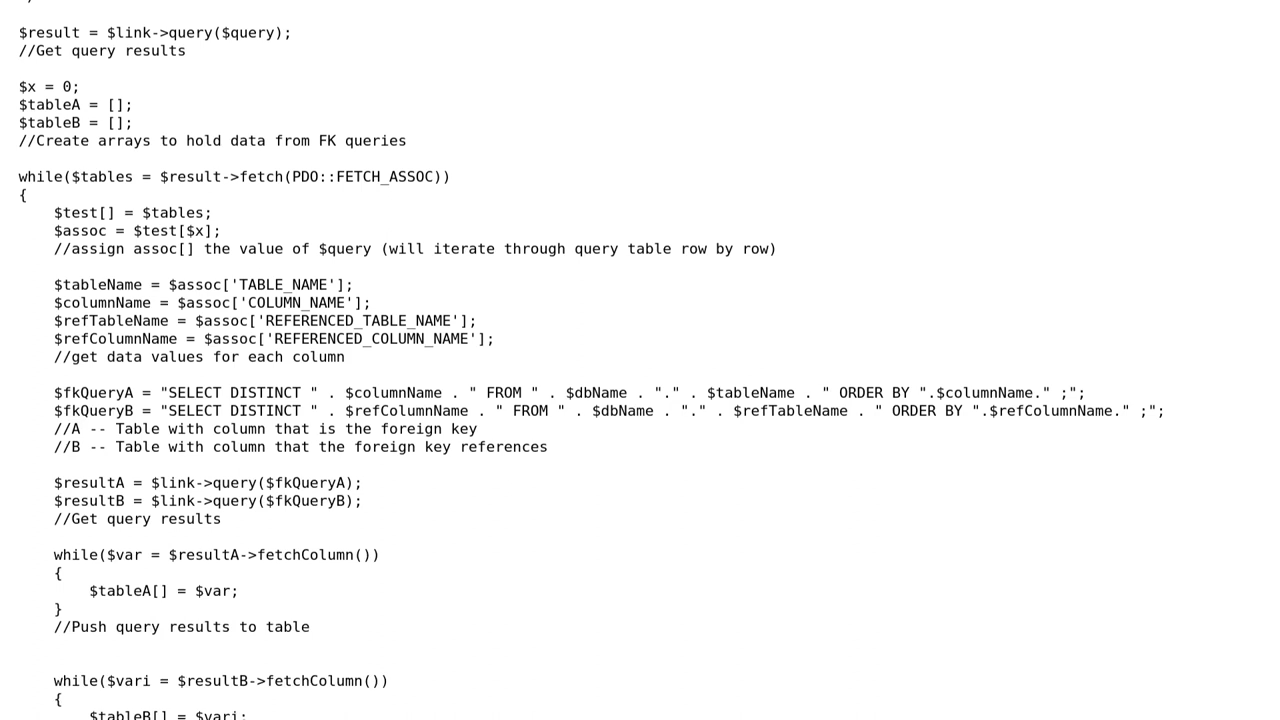 $result = $link->query($query);
//Get query results
$x = 0;
$tableA = [];
$tableB = [];
//Create arrays to hold data from FK queries
while($tables = $result->fetch(PDO::FETCH_ASSOC))
{
    $test[] = $tables;
    $assoc = $test[$x];
    //assign assoc[] the value of $query (will iterate through query table row by row)
    $tableName = $assoc['TABLE_NAME'];
    $columnName = $assoc['COLUMN_NAME'];
    $refTableName = $assoc['REFERENCED_TABLE_NAME'];
    $refColumnName = $assoc['REFERENCED_COLUMN_NAME'];
    //get data values for each column
    $fkQueryA = "SELECT DISTINCT " . $columnName . " FROM " . $dbName . "." . $tableName . " ORDER BY ".$columnName." ;";
    $fkQueryB = "SELECT DISTINCT " . $refColumnName . " FROM " . $dbName . "." . $refTableName . " ORDER BY ".$refColumnName." ;";
    //A -- Table with column that is the foreign key
    //B -- Table with column that the foreign key references
    $resultA = $link->query($fkQueryA);
    $resultB = $link->query($fkQueryB);
    //Get query results
    while($var = $resultA->fetchColumn())
    {
        $tableA[] = $var;
    }
    //Push query results to table
    while($vari = $resultB->fetchColumn())
    {
        $tableB[] = $vari;